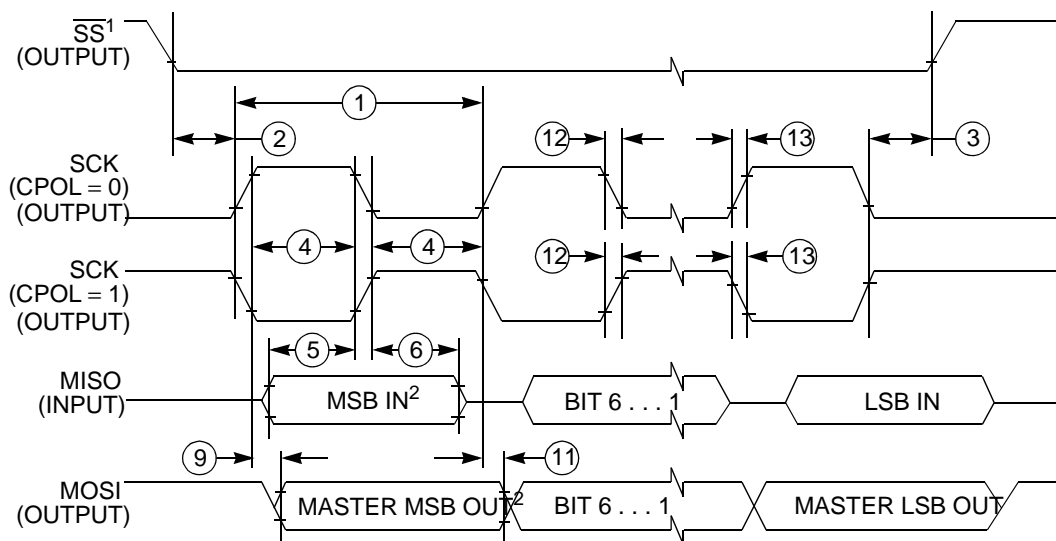 SS¹
(OUTPUT)
1
2
12
13
3
SCK
(CPOL = 0)
(OUTPUT)
4
4
SCK
(CPOL = 1)
(OUTPUT)
12
13
5
6
MISO
(INPUT)
MSB IN²
BIT 6 . . . 1
LSB IN
9
11
MOSI
(OUTPUT)
MASTER MSB OUT²
BIT 6 . . . 1
MASTER LSB OUT